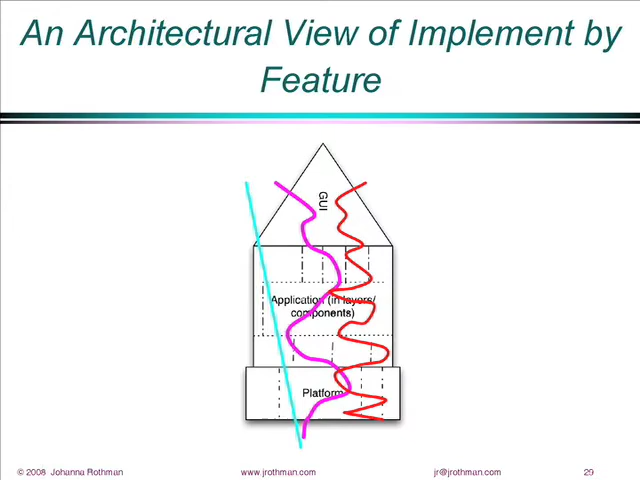 An Architectural View of Implement by
Feature
GUI
Application (in layers/
components)
Platform
© 2008 Johanna Rothman
www.jrothman.com
jr@jrothman.com
29